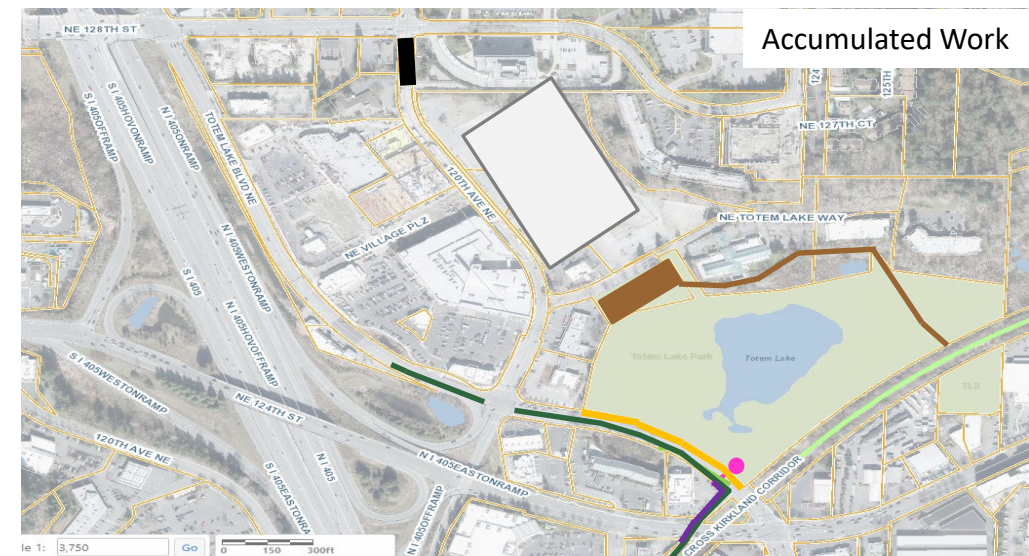 Accumulated Work
NE 128TH ST
124
125TH
NE 127TH CT
S I 405OFFRAMP
S I 405HOVONRAMP
N I 405ONRAMP
TOTEM LAKE BLVD NE
120TH AVE NE
NE TOTEM LAKE WAY
NE VILLAGE PLZ
N I 405WESTONRAMP
S I 405
N I 405HOVOFFRAMP
Totem Lake Park
Totem Lake
TL3
S I 405WESTONRAMP
NE 124TH ST
120TH AVE NE
N I 405EASTONRAMP
S I 405EASTONRA
N I 405
N I 405OFFRAMP
CROSS KIRKLAND CORRIDOR
le 1: 3,750 Go
0 150 300ft